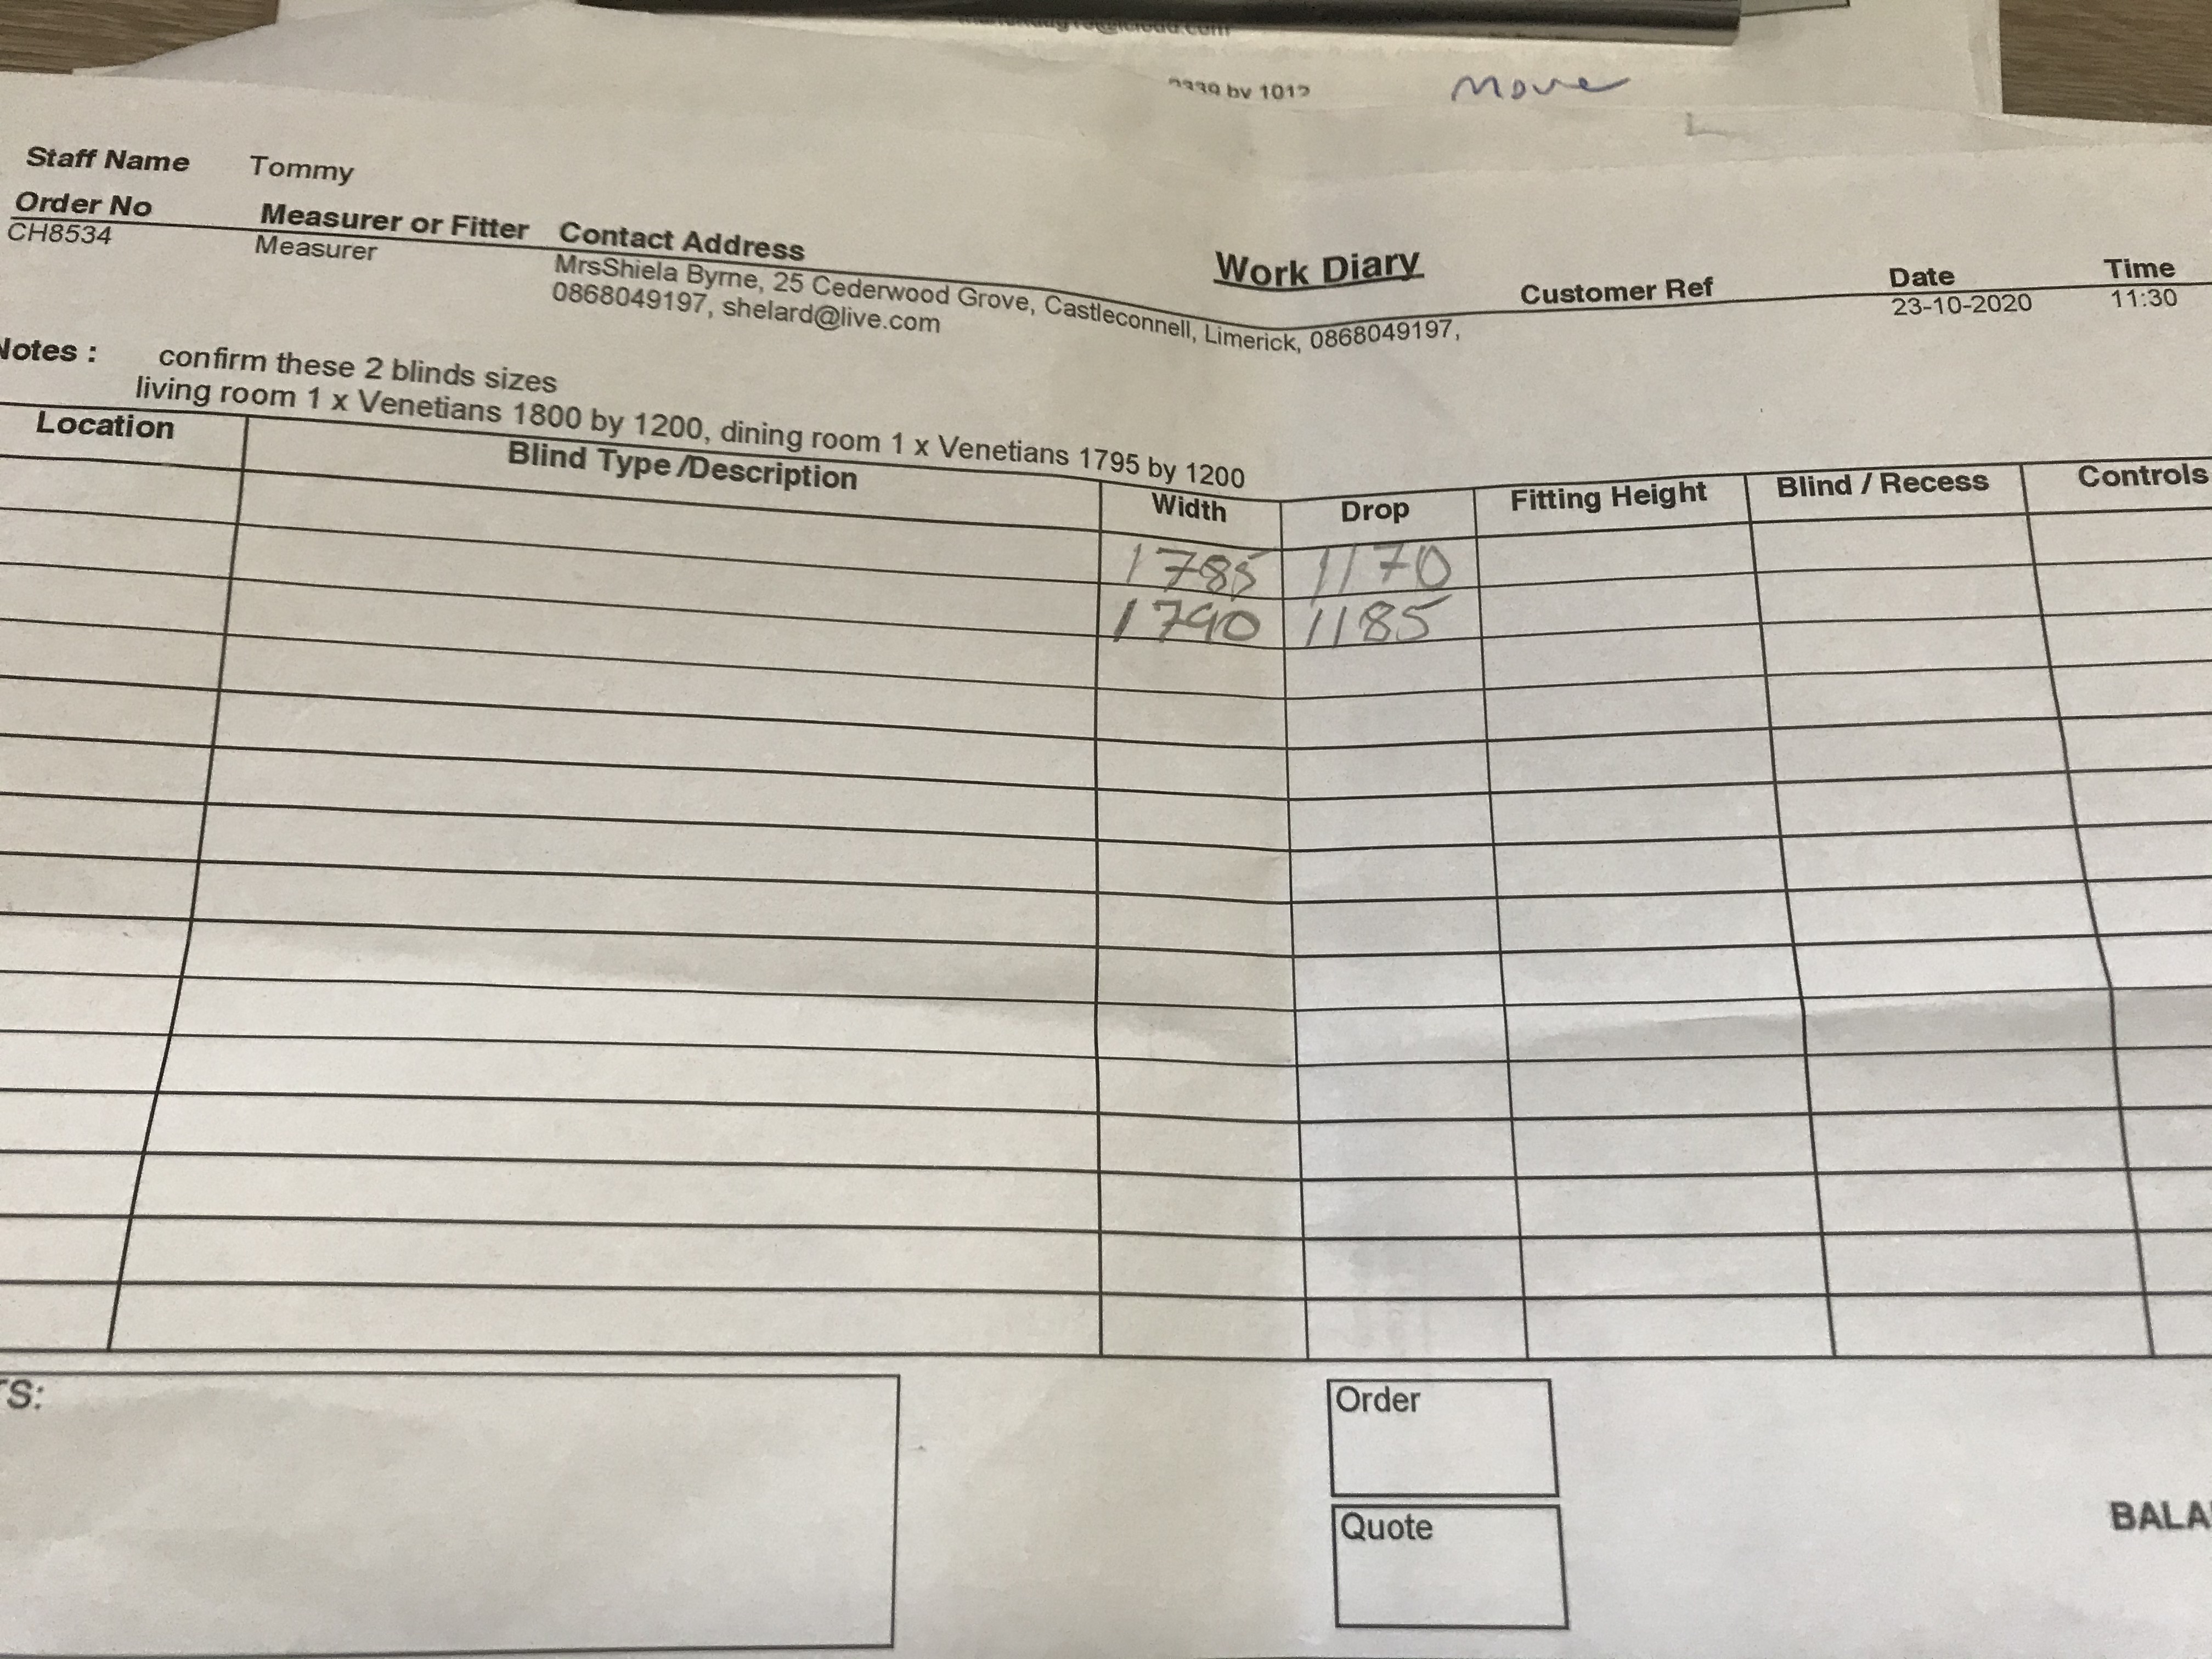 by 1012 move
Staff Name Tommy
Order No Measurer or Fitter Contact Address Work Diary Customer Ref Date Time
CH8534 Measurer MrsShiela Byrne, 25 Cederwood Grove, Castleconnell, Limerick, 0868049197, 23-10-2020 11:30
0868049197, shelard@live.com
Notes : confirm these 2 blinds sizes
living room 1 x Venetians 1800 by 1200, dining room 1 x Venetians 1795 by 1200
Location Blind Type /Description Width Drop Fitting Height Blind / Recess Controls
1785 1170
1790 1185
TS: Order
Quote
BALA